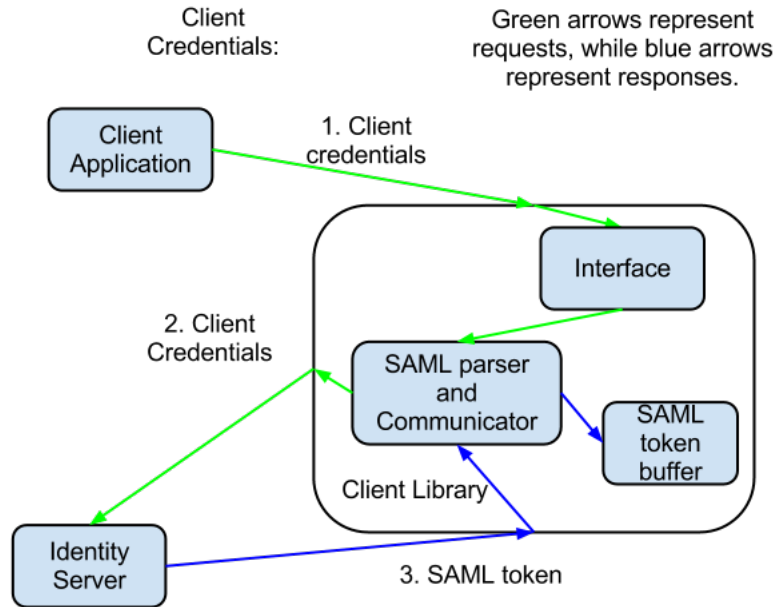 Client
Credentials:
Green arrows represent
requests, while blue arrows
represent responses.
Client
Application
1. Client
credentials
Interface
2. Client
Credentials
SAML parser
and
Communicator
SAML
token
buffer
Client Library
Identity
Server
3. SAML token